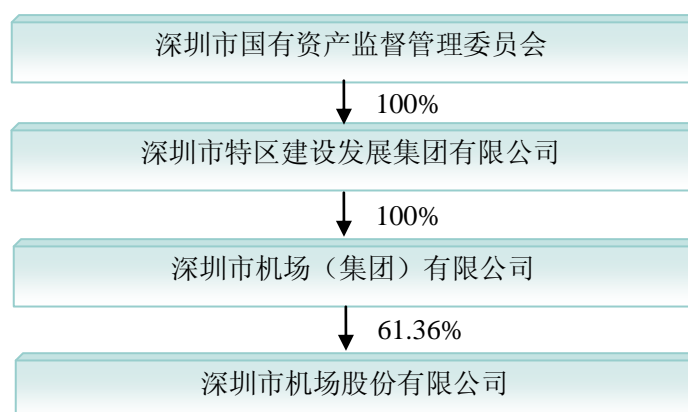 深圳市国有资产监督管理委员会
100%
深圳市特区建设发展集团有限公司
100%
深圳市机场（集团）有限公司
61.36%
深圳市机场股份有限公司